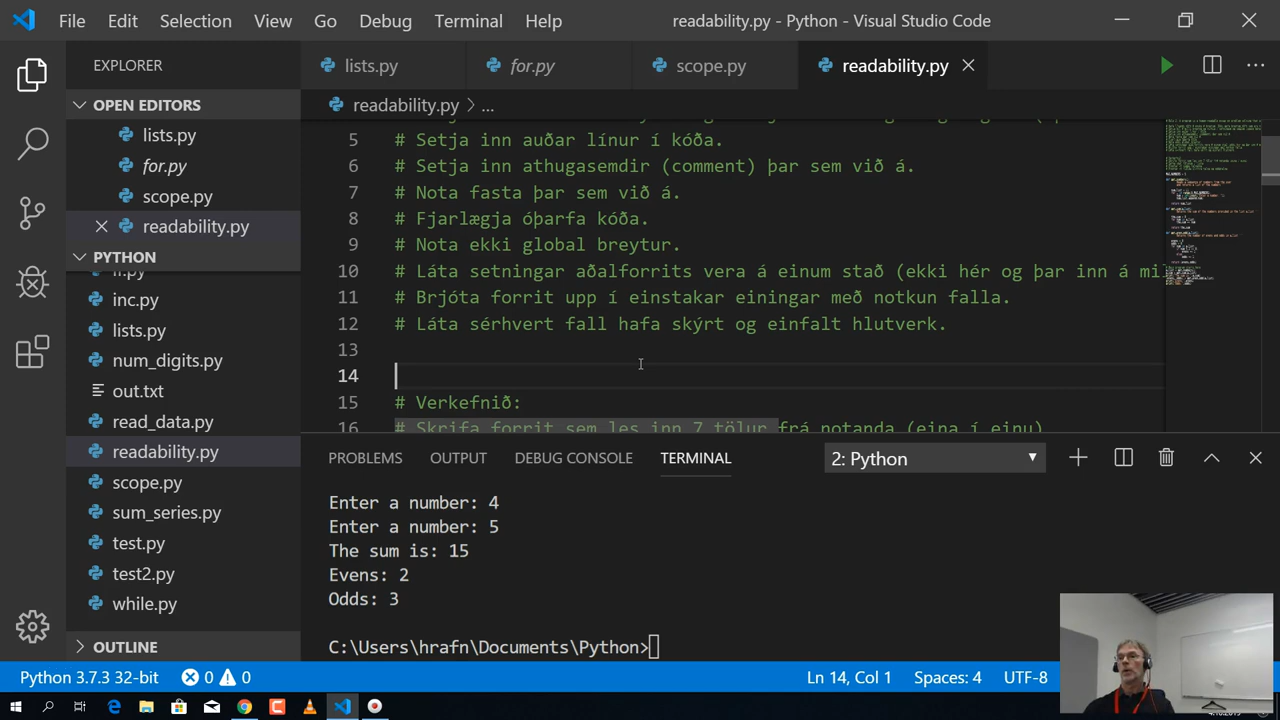 File Edit Selection View Go Debug Terminal Help readability.py - Python - Visual Studio Code
EXPLORER
lists.py for.py scope.py readability.py
OPEN EDITORS
readability.py > ...
lists.py
for.py
scope.py
readability.py
PYTHON
inc.py
lists.py
num_digits.py
out.txt
read_data.py
readability.py
scope.py
sum_series.py
test.py
test2.py
while.py
OUTLINE
5 # Setja inn auðar línur í kóða.
6 # Setja inn athugasemdir (comment) þar sem við á.
7 # Nota fasta þar sem við á.
8 # Fjarlægja óþarfa kóða.
9 # Nota ekki global breytur.
10 # Láta setningar aðalforrits vera á einum stað (ekki hér og þar inn á mi
11 # Brjóta forrit upp í einstakar einingar með notkun falla.
12 # Láta sérhvert fall hafa skýrt og einfalt hlutverk.
13
14
15 # Verkefnið:
16 # Skrifa forrit sem les inn 7 tölur frá notanda (eina í einu)
PROBLEMS OUTPUT DEBUG CONSOLE TERMINAL 2: Python
Enter a number: 4
Enter a number: 5
The sum is: 15
Evens: 2
Odds: 3
C:\Users\hrafn\Documents\Python>
Python 3.7.3 32-bit 0 0 Ln 14, Col 1 Spaces: 4 UTF-8